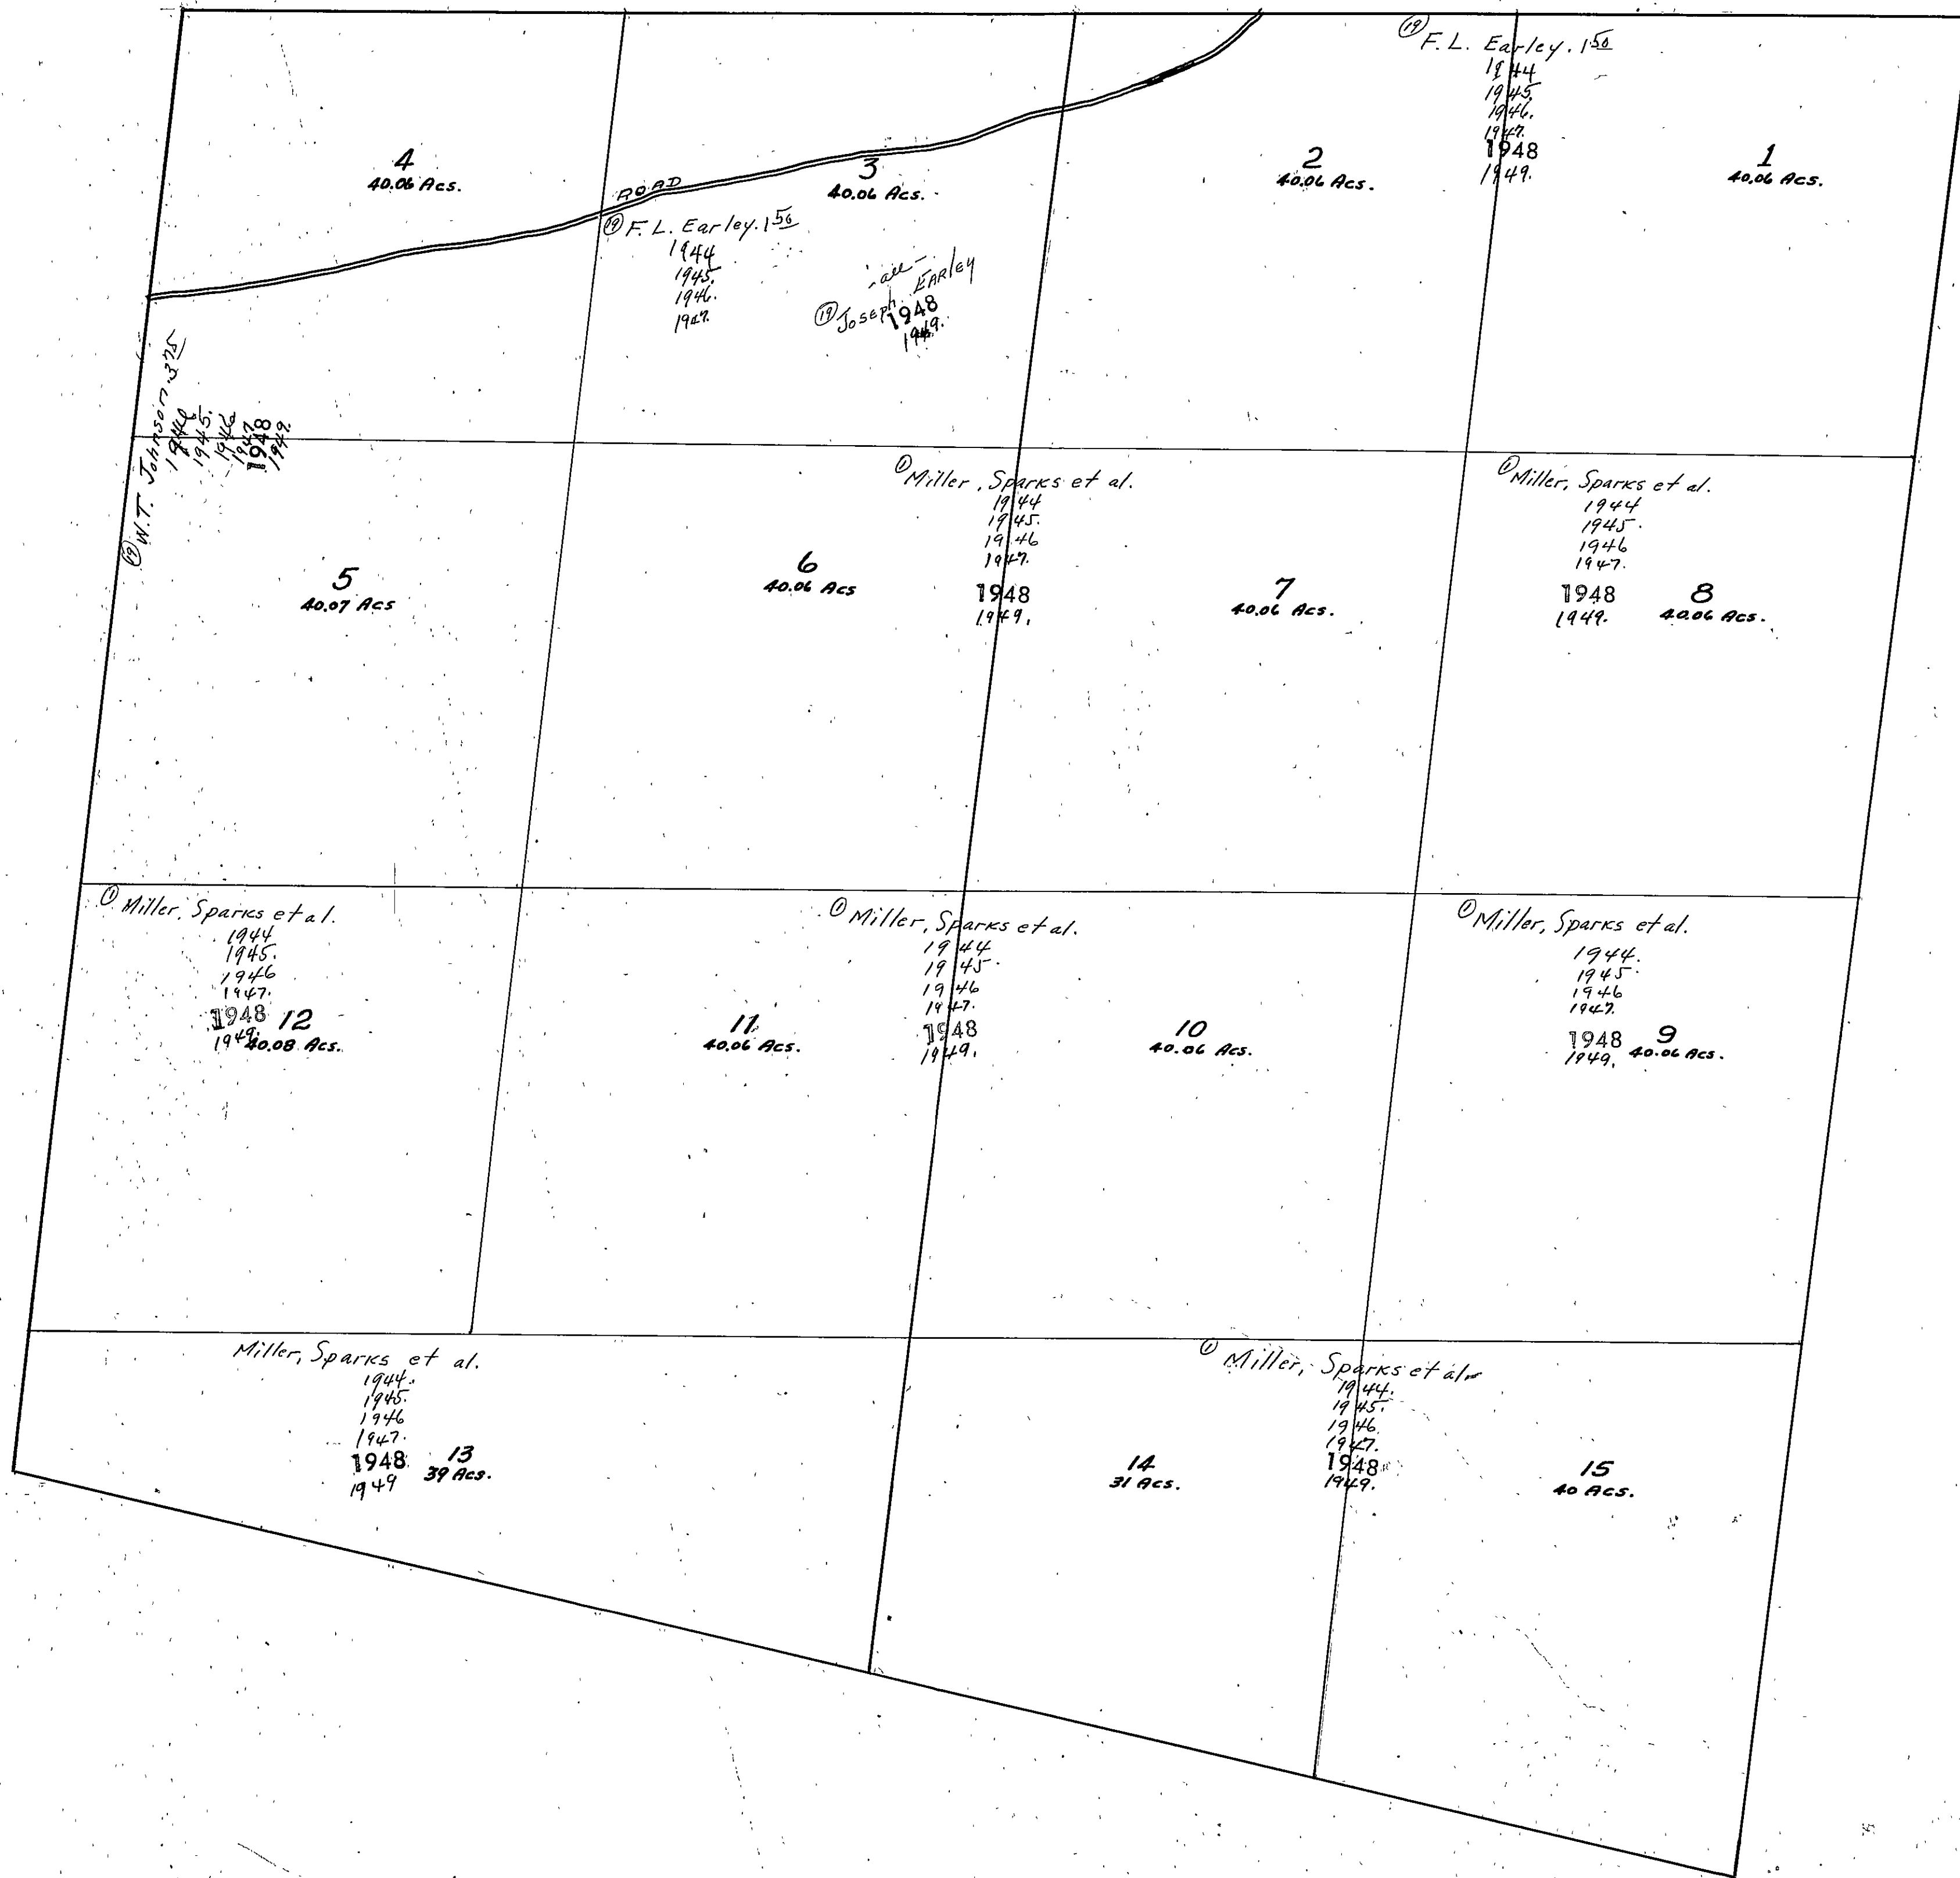 ⑲ F. L. Earley. 1 50
1944
1945.
1946.
1947.
1948
1949.
4
40.06 Acs.
3
40.06 Acs.
2
40.06 Acs.
1
40.06 Acs.
ROAD
⑲ F. L. Earley. 1 50
1944
1945.
1946.
1947.
- all -
⑲ Joseph EARLEY
1948
1949.
⑲ W.T. Johnson. 3 75
1944
1945.
1946
1947
1948
1949.
5
40.07 Acs
① Miller, Sparks et al.
1944
1945.
1946
1947.
1948
1949.
6
40.06 Acs
7
40.06 Acs.
① Miller, Sparks et al.
1944
1945.
1946
1947.
1948
1949.
8
40.06 Acs.
① Miller, Sparks et al.
1944
1945.
1946
1947.
1948
1949.
12
40.08 Acs.
① Miller, Sparks et al.
1944
1945.
1946
1947.
1948
1949.
11
40.06 Acs.
10
40.06 Acs.
① Miller, Sparks et al.
1944.
1945.
1946
1947.
1948
1949.
9
40.06 Acs.
Miller, Sparks et al.
1944.
1945.
1946
1947.
1948
1949
13
39 Acs.
① Miller, Sparks et al.
1944.
1945.
1946.
1947.
1948
1949.
14
31 Acs.
15
40 Acs.